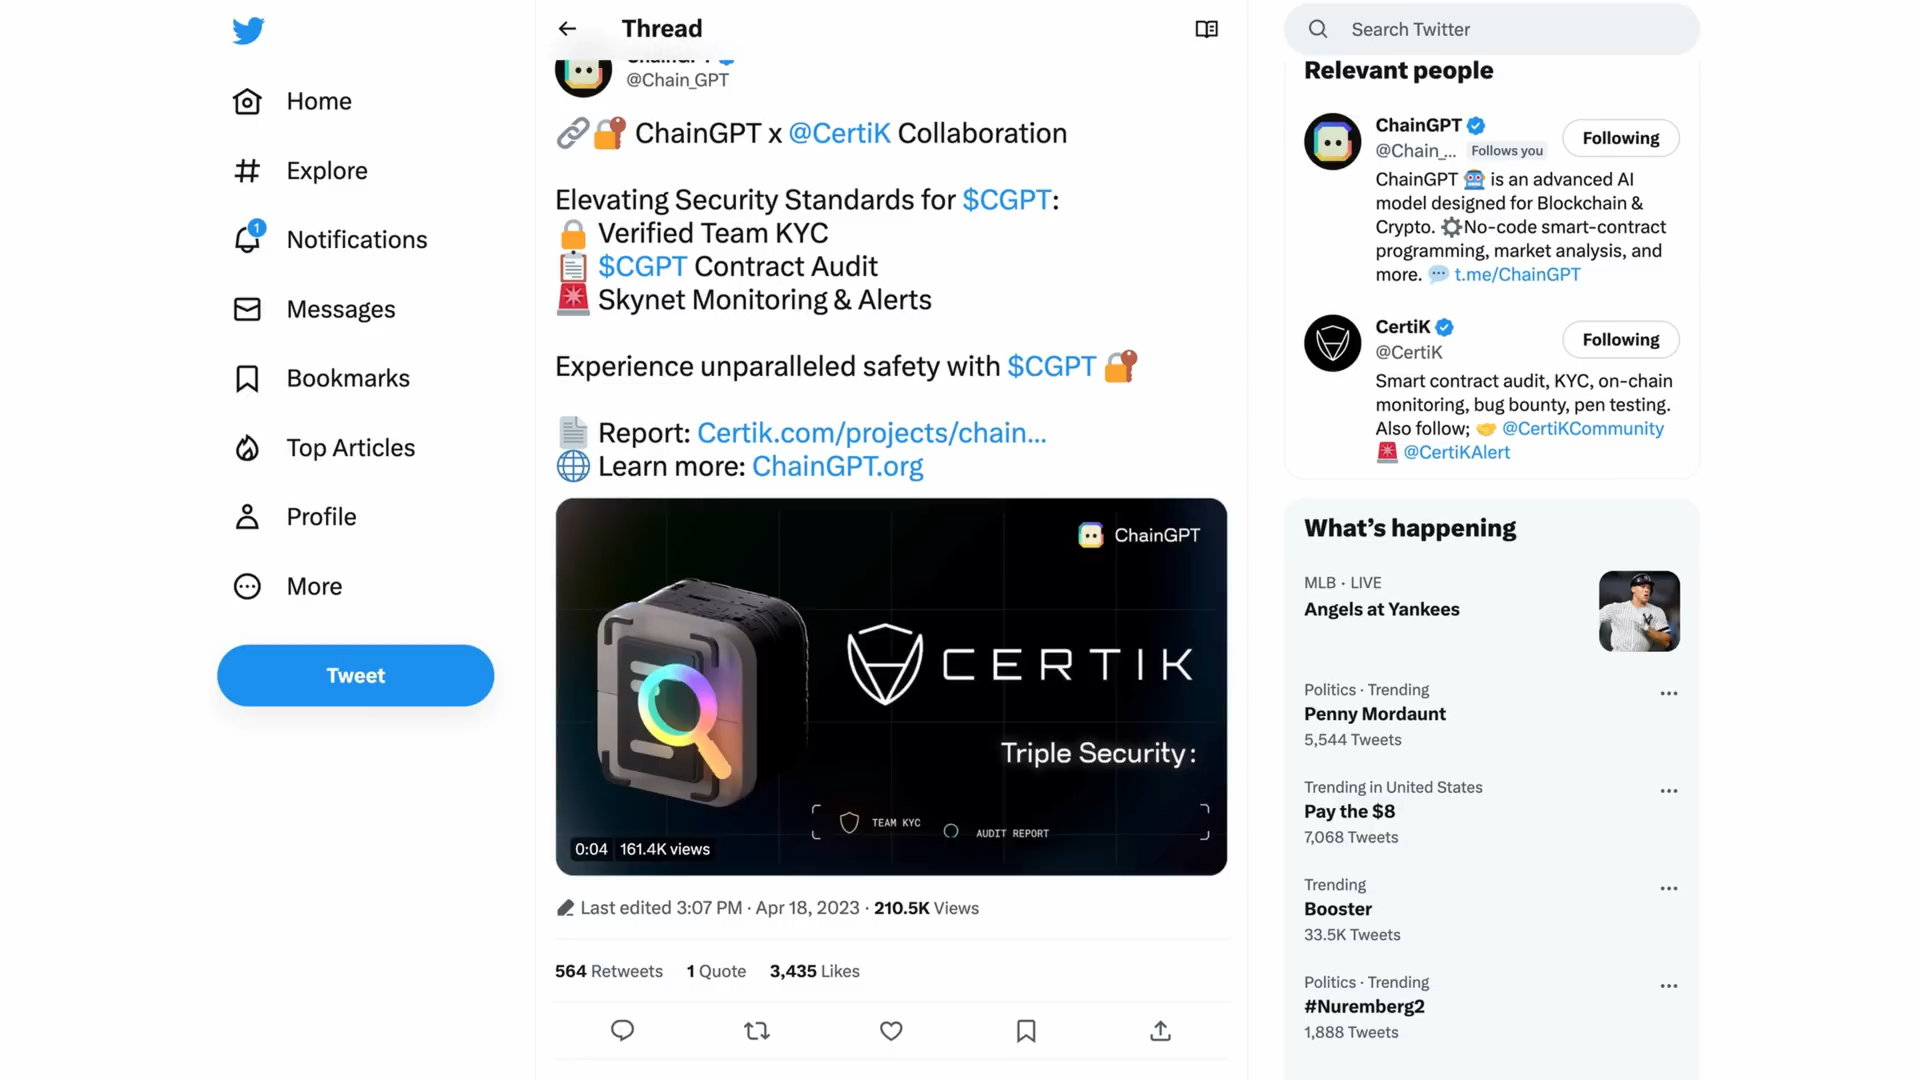 Home
Explore
1
Notifications
Messages
Bookmarks
Top Articles
Profile
More
Tweet
Thread
@Chain_GPT
ChainGPT x @CertiK Collaboration
Elevating Security Standards for $CGPT:
Verified Team KYC
$CGPT Contract Audit
Skynet Monitoring & Alerts
Experience unparalleled safety with $CGPT
Report: Certik.com/projects/chain...
Learn more: ChainGPT.org
ChainGPT
CERTIK
Triple Security:
TEAM KYC
AUDIT REPORT
0:04 161.4K views
Last edited 3:07 PM · Apr 18, 2023 · 210.5K Views
564 Retweets 1 Quote 3,435 Likes
Search Twitter
Relevant people
ChainGPT
Following
@Chain_... Follows you
ChainGPT is an advanced AI
model designed for Blockchain &
Crypto. No-code smart-contract
programming, market analysis, and
more. t.me/ChainGPT
CertiK
Following
@CertiK
Smart contract audit, KYC, on-chain
monitoring, bug bounty, pen testing.
Also follow; @CertiKCommunity
@CertiKAlert
What's happening
MLB · LIVE
Angels at Yankees
Politics · Trending
Penny Mordaunt
5,544 Tweets
Trending in United States
Pay the $8
7,068 Tweets
Trending
Booster
33.5K Tweets
Politics · Trending
#Nuremberg2
1,888 Tweets